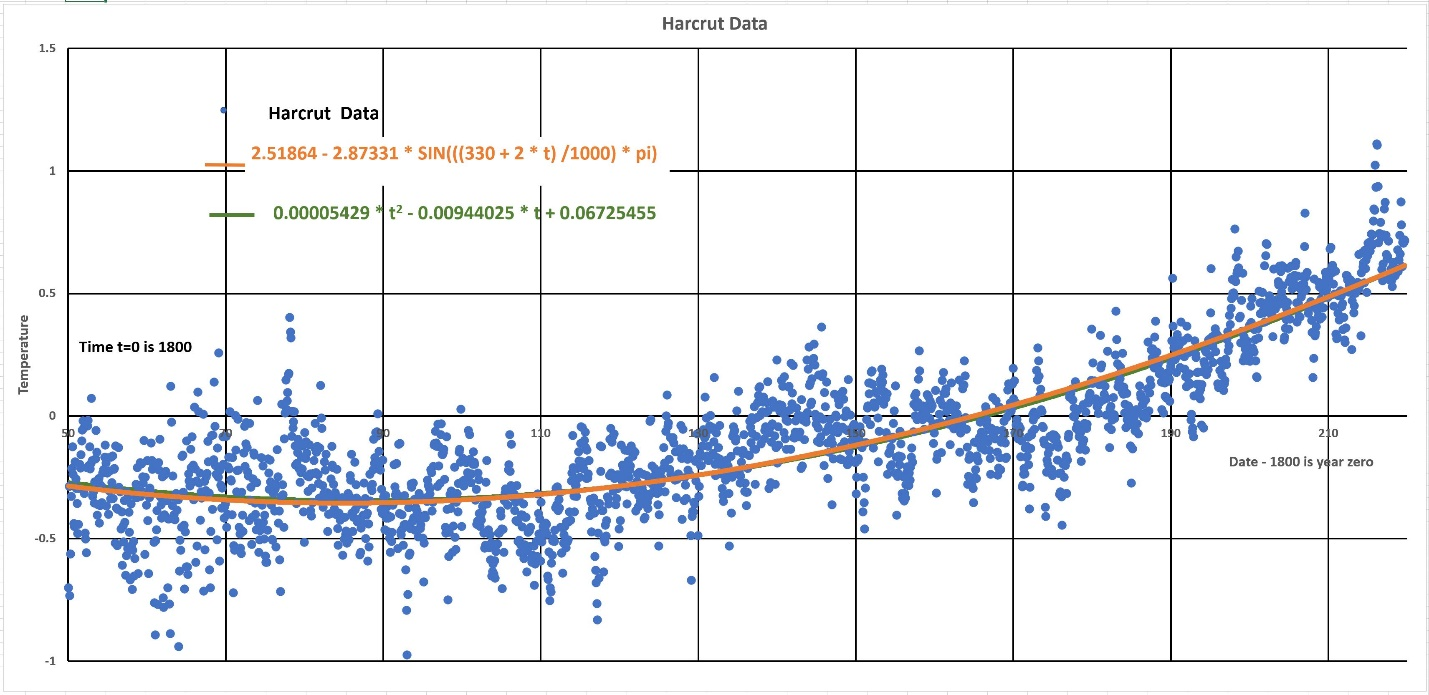 Harcrut Data
1.5
Harcrut Data
2.51864 - 2.87331 * SIN(((330 + 2 * t) /1000) * pi)
1
0.00005429 * t² - 0.00944025 * t + 0.06725455
0.5
Time t=0 is 1800
Temperature
0
50
110
190
210
Date - 1800 is year zero
-0.5
-1